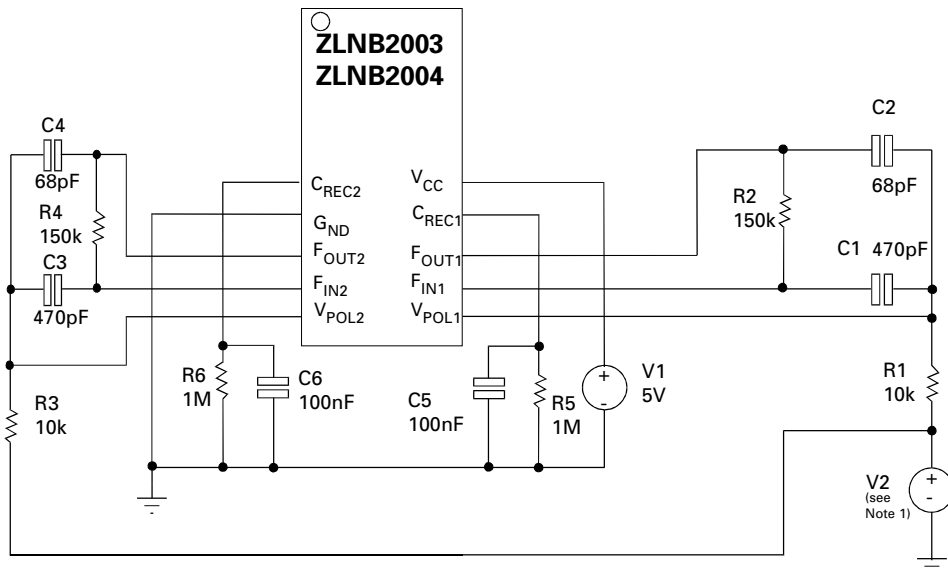 ZLNB2003
ZLNB2004
C4
68pF
R4
150k
C3
470pF
R3
10k
CREC2
GND
FOUT2
FIN2
VPOL2
VCC
CREC1
FOUT1
FIN1
VPOL1
R6
1M
C6
100nF
C5
100nF
R5
1M
+
-
V1
5V
C2
68pF
R2
150k
C1 470pF
R1
10k
V2
(see
Note 1)
+
-